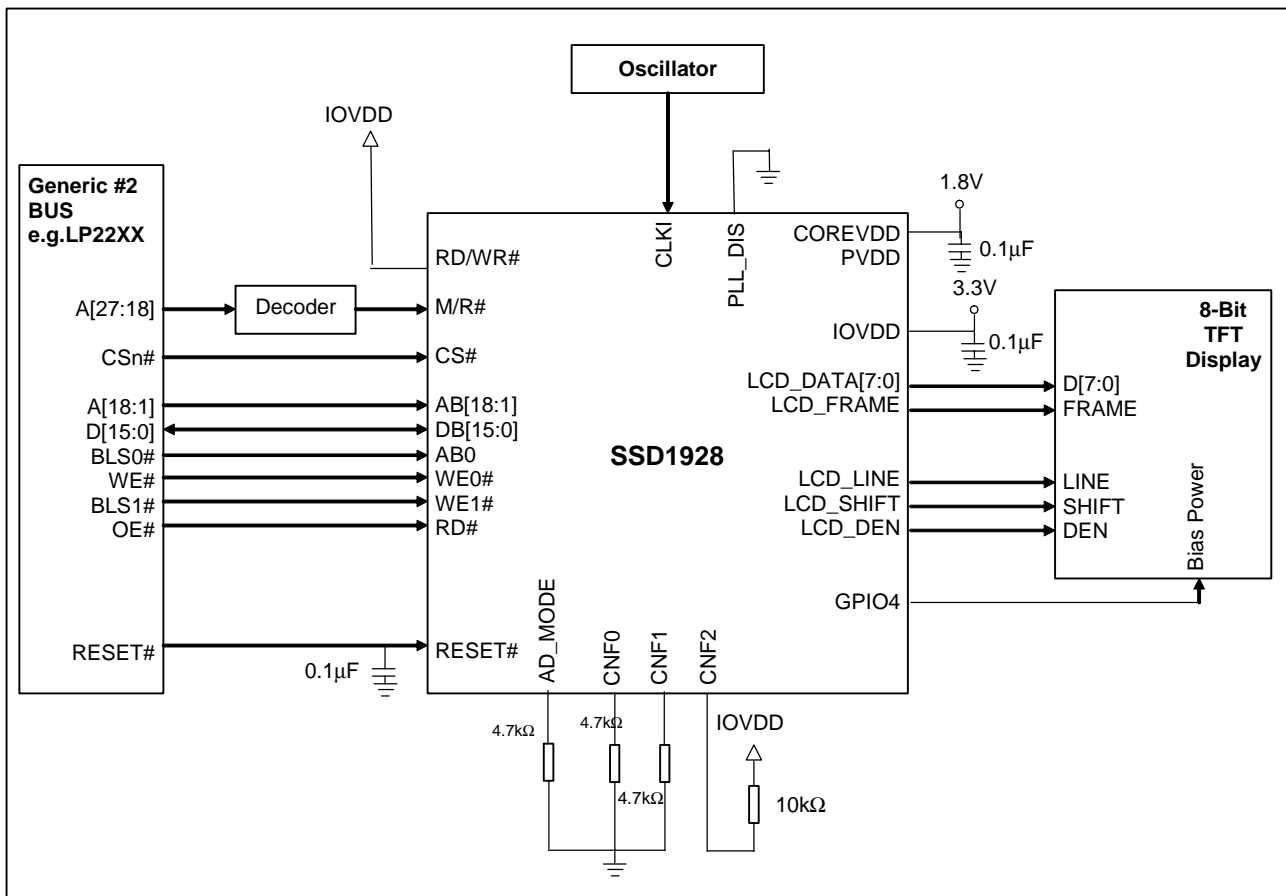 Oscillator
IOVDD
Generic #2
BUS
e.g.LP22XX
A[27:18]
CSn#
A[18:1]
D[15:0]
BLS0#
WE#
BLS1#
OE#
RESET#
Decoder
0.1µF
RD/WR#
M/R#
CS#
AB[18:1]
DB[15:0]
AB0
WE0#
WE1#
RD#
RESET#
CLKI
PLL_DIS
SSD1928
COREVDD
PVDD
IOVDD
LCD_DATA[7:0]
LCD_FRAME
LCD_LINE
LCD_SHIFT
LCD_DEN
GPIO4
AD_MODE
CNF0
CNF1
CNF2
1.8V
0.1µF
3.3V
0.1µF
8-Bit
TFT
Display
D[7:0]
FRAME
LINE
SHIFT
DEN
Bias Power
4.7kΩ
4.7kΩ
4.7kΩ
IOVDD
10kΩ